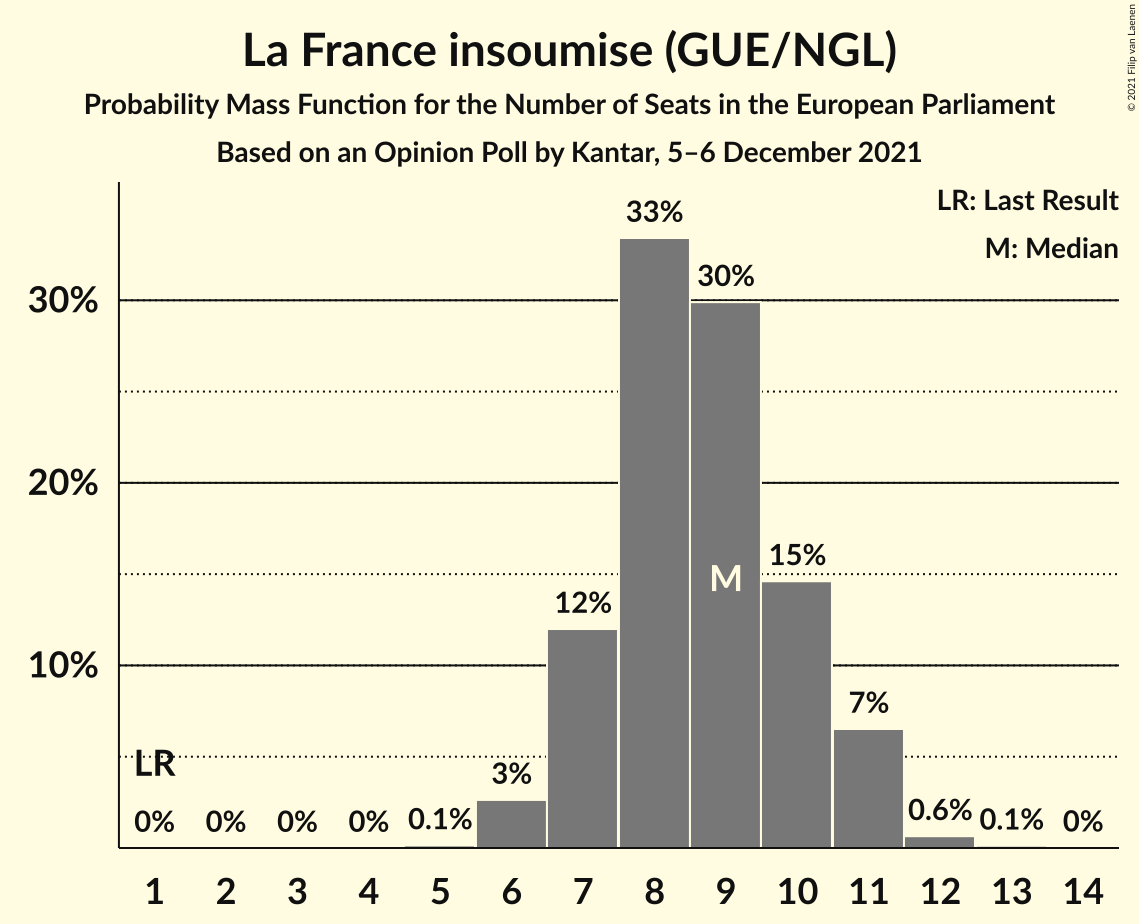 La France insoumise (GUE/NGL)
Probability Mass Function for the Number of Seats in the European Parliament
Based on an Opinion Poll by Kantar, 5–6 December 2021
© 2021 Filip van Laenen
LR: Last Result
M: Median
33%
30%
30%
20%
15%
M
12%
10%
7%
LR
3%
0% 0% 0% 0% 0.1% 0.6% 0.1% 0%
1 2 3 4 5 6 7 8 9 10 11 12 13 14